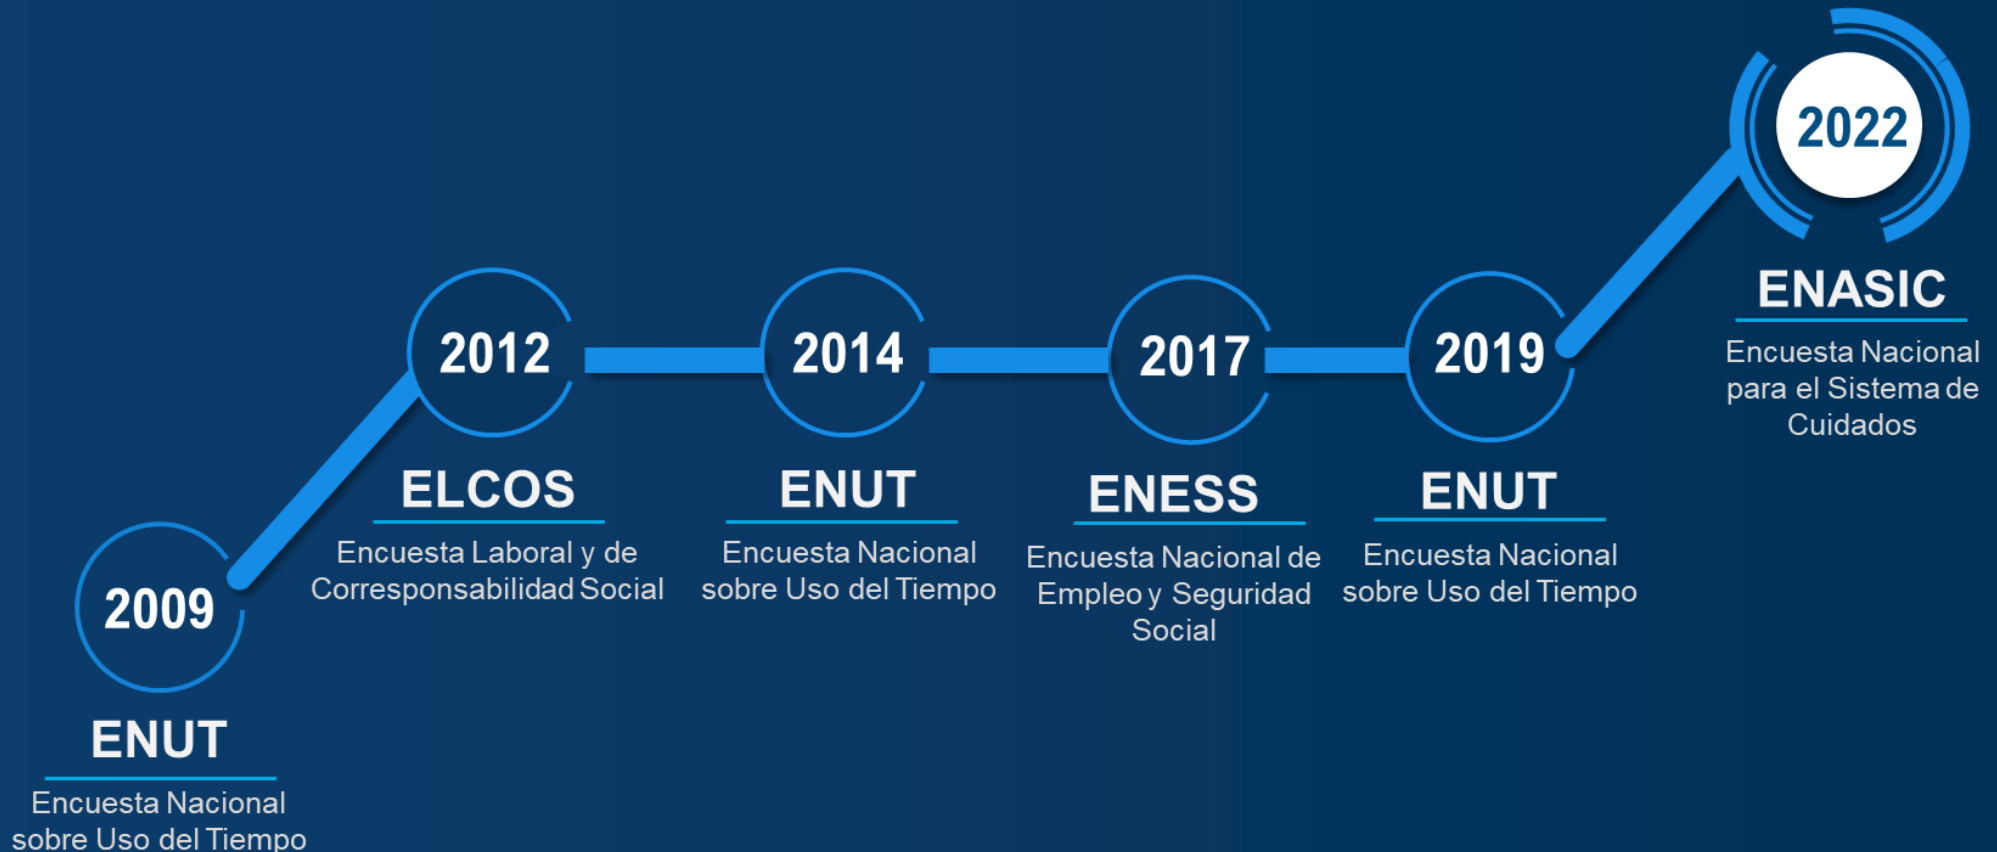 2009
ENUT
Encuesta Nacional
sobre Uso del Tiempo
2012
ELCOS
Encuesta Laboral y de
Corresponsabilidad Social
2014
ENUT
Encuesta Nacional
sobre Uso del Tiempo
2017
ENESS
Encuesta Nacional de
Empleo y Seguridad
Social
2019
ENUT
Encuesta Nacional
sobre Uso del Tiempo
2022
ENASIC
Encuesta Nacional
para el Sistema de
Cuidados